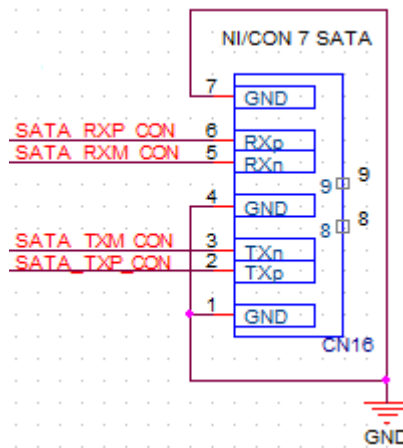 NI/CON 7 SATA
7 GND
SATA_RXP_CON 6 RXp
SATA_RXM_CON 5 RXn
9 9
4 GND
8 8
SATA_TXM_CON 3 TXn
SATA_TXP_CON 2 TXp
1 GND
CN16
GND